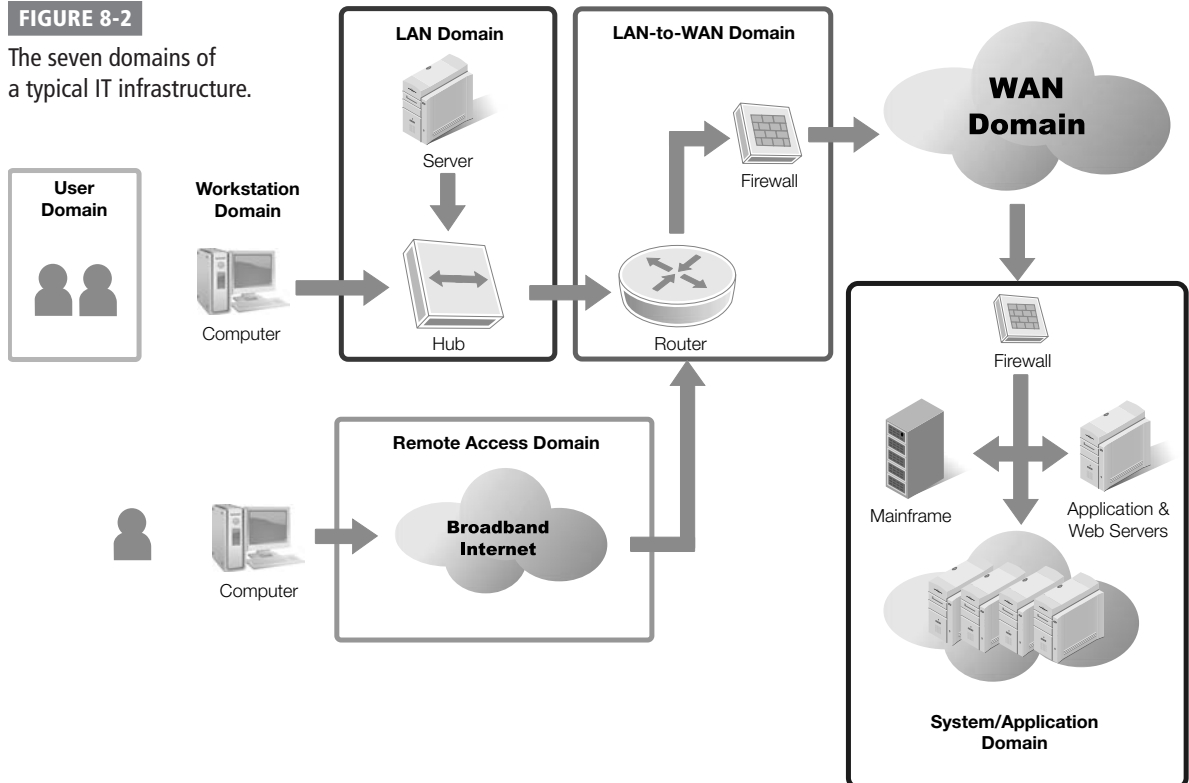 FIGURE 8-2
The seven domains of
a typical IT infrastructure.
LAN Domain
Server
Hub
LAN-to-WAN Domain
Firewall
Router
WAN
Domain
User
Domain
Workstation
Domain
Computer
Remote Access Domain
Broadband
Internet
Computer
Firewall
Mainframe
Application &
Web Servers
System/Application
Domain